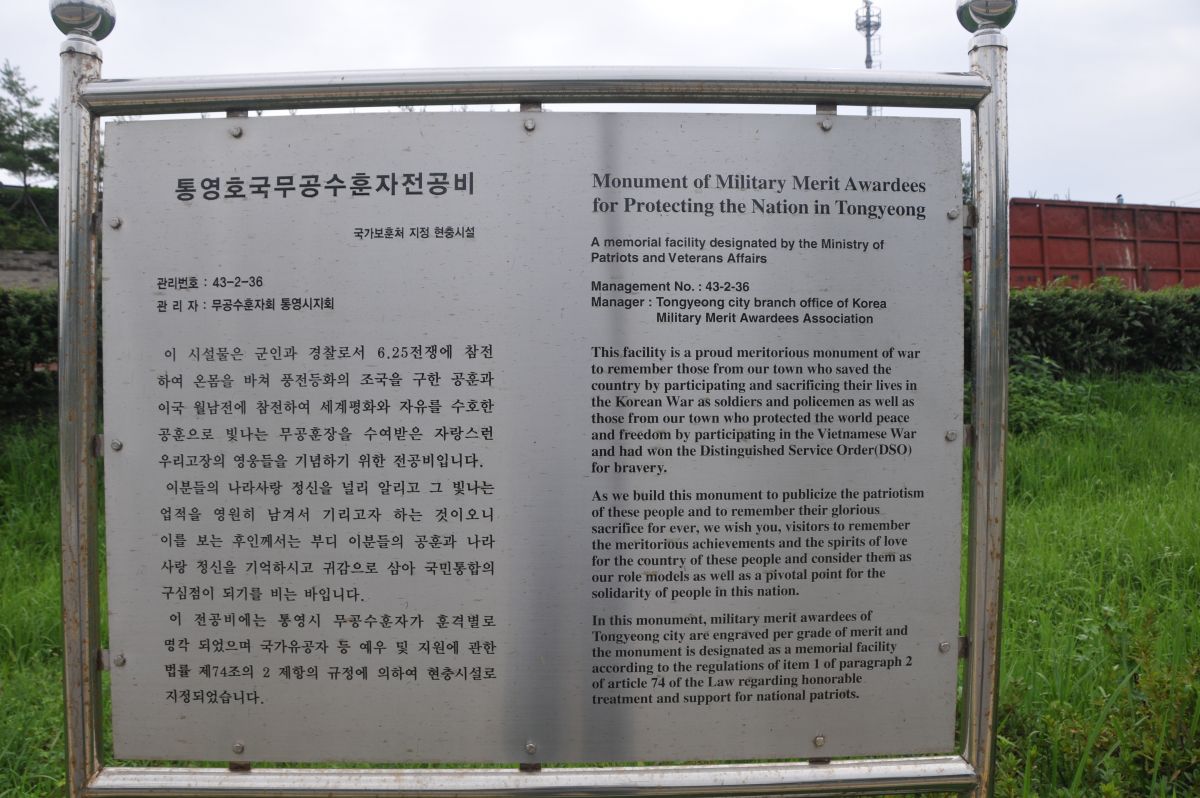 통영호국무공수훈자전공비
국가보훈처 지정 현충시설
관리번호 : 43-2-36
관 리 자 : 무공수훈자회 통영시지회
이 시설물은 군인과 경찰로서 6.25전쟁에 참전
하여 온몸을 바쳐 풍전등화의 조국을 구한 공훈과
이국 월남전에 참전하여 세계평화와 자유를 수호한
공훈으로 빛나는 무공훈장을 수여받은 자랑스런
우리고장의 영웅들을 기념하기 위한 전공비입니다.
이분들의 나라사랑 정신을 널리 알리고 그 빛나는
업적을 영원히 남겨서 기리고자 하는 것이오니
이를 보는 후인께서는 부디 이분들의 공훈과 나라
사랑 정신을 기억하시고 귀감으로 삼아 국민통합의
구심점이 되기를 비는 바입니다.
이 전공비에는 통영시 무공수훈자가 훈격별로
명각 되었으며 국가유공자 등 예우 및 지원에 관한
법률 제74조의 2 제항의 규정에 의하여 현충시설로
지정되었습니다.
Monument of Military Merit Awardees
for Protecting the Nation in Tongyeong
A memorial facility designated by the Ministry of
Patriots and Veterans Affairs
Management No. : 43-2-36
Manager : Tongyeong city branch office of Korea
Military Merit Awardees Association
This facility is a proud meritorious monument of war
to remember those from our town who saved the
country by participating and sacrificing their lives in
the Korean War as soldiers and policemen as well as
those from our town who protected the world peace
and freedom by participating in the Vietnamese War
and had won the Distinguished Service Order(DSO)
for bravery.
As we build this monument to publicize the patriotism
of these people and to remember their glorious
sacrifice for ever, we wish you, visitors to remember
the meritorious achievements and the spirits of love
for the country of these people and consider them as
our role models as well as a pivotal point for the
solidarity of people in this nation.
In this monument, military merit awardees of
Tongyeong city are engraved per grade of merit and
the monument is designated as a memorial facility
according to the regulations of item 1 of paragraph 2
of article 74 of the Law regarding honorable
treatment and support for national patriots.